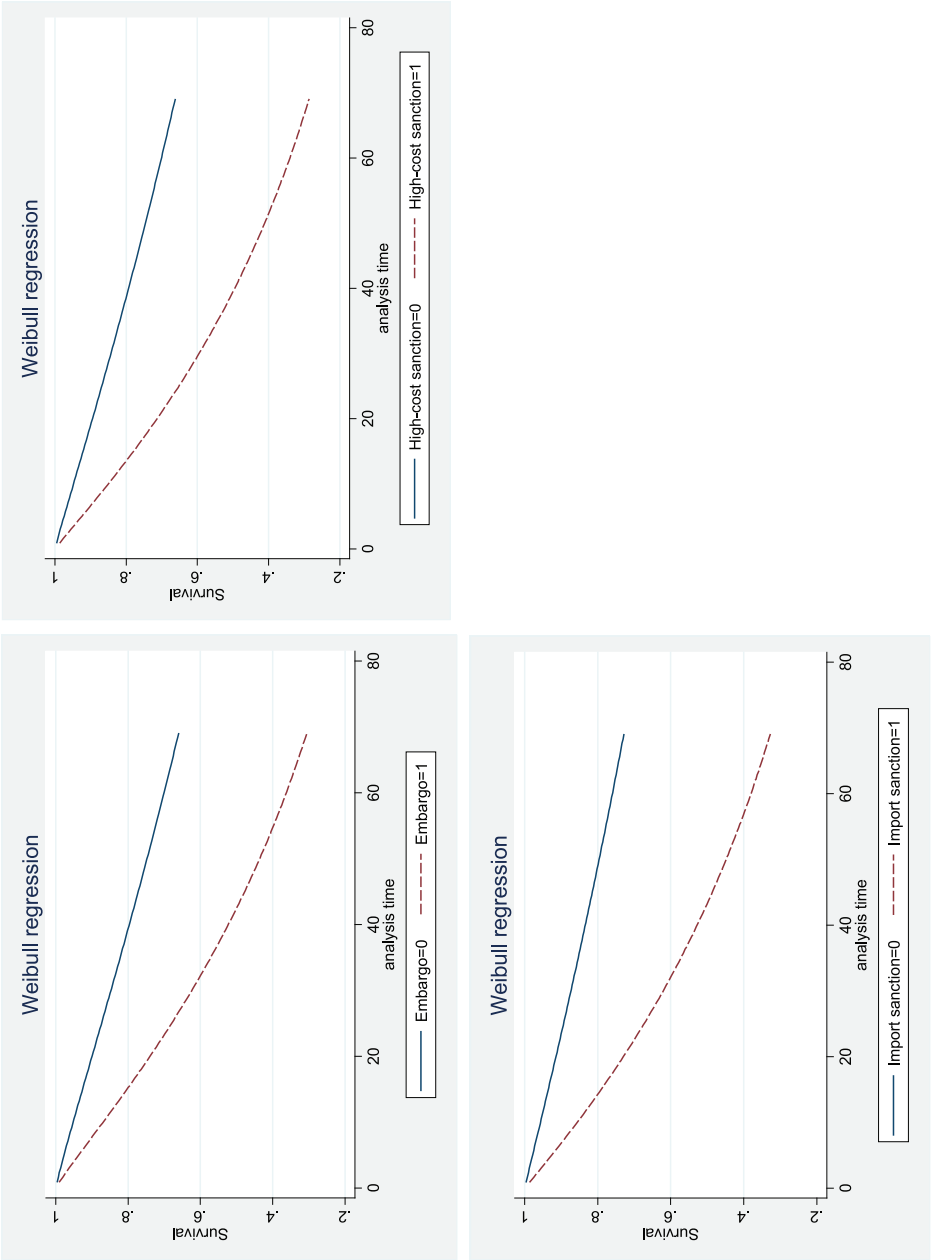 Weibull regression
1
.8
.6
.4
.2
Survival
0 20 40 60 80
analysis time
Embargo=0 Embargo=1
Weibull regression
1
.8
.6
.4
.2
Survival
0 20 40 60 80
analysis time
High-cost sanction=0 High-cost sanction=1
Weibull regression
1
.8
.6
.4
.2
Survival
0 20 40 60 80
analysis time
Import sanction=0 Import sanction=1